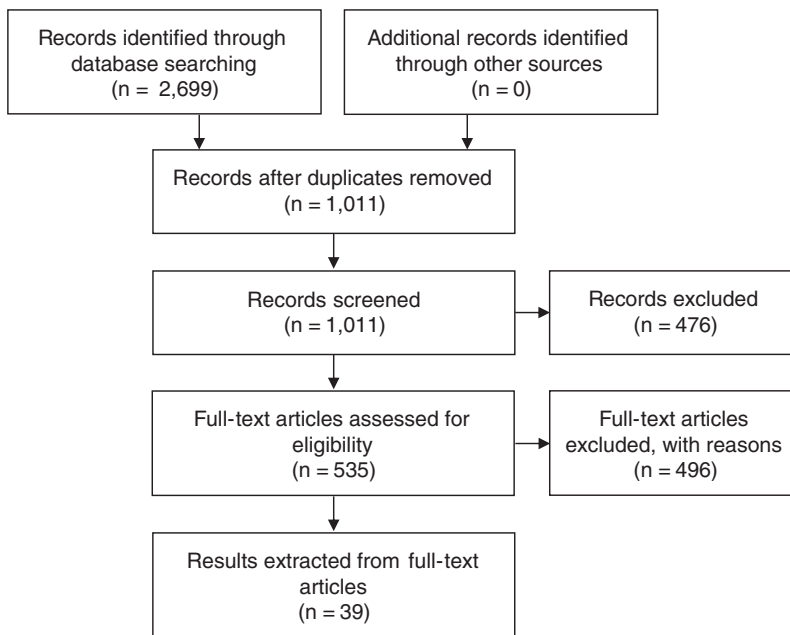 Records identified through
database searching
(n = 2,699)
Additional records identified
through other sources
(n = 0)
Records after duplicates removed
(n = 1,011)
Records screened
(n = 1,011)
Records excluded
(n = 476)
Full-text articles assessed for
eligibility
(n = 535)
Full-text articles
excluded, with reasons
(n = 496)
Results extracted from full-text
articles
(n = 39)